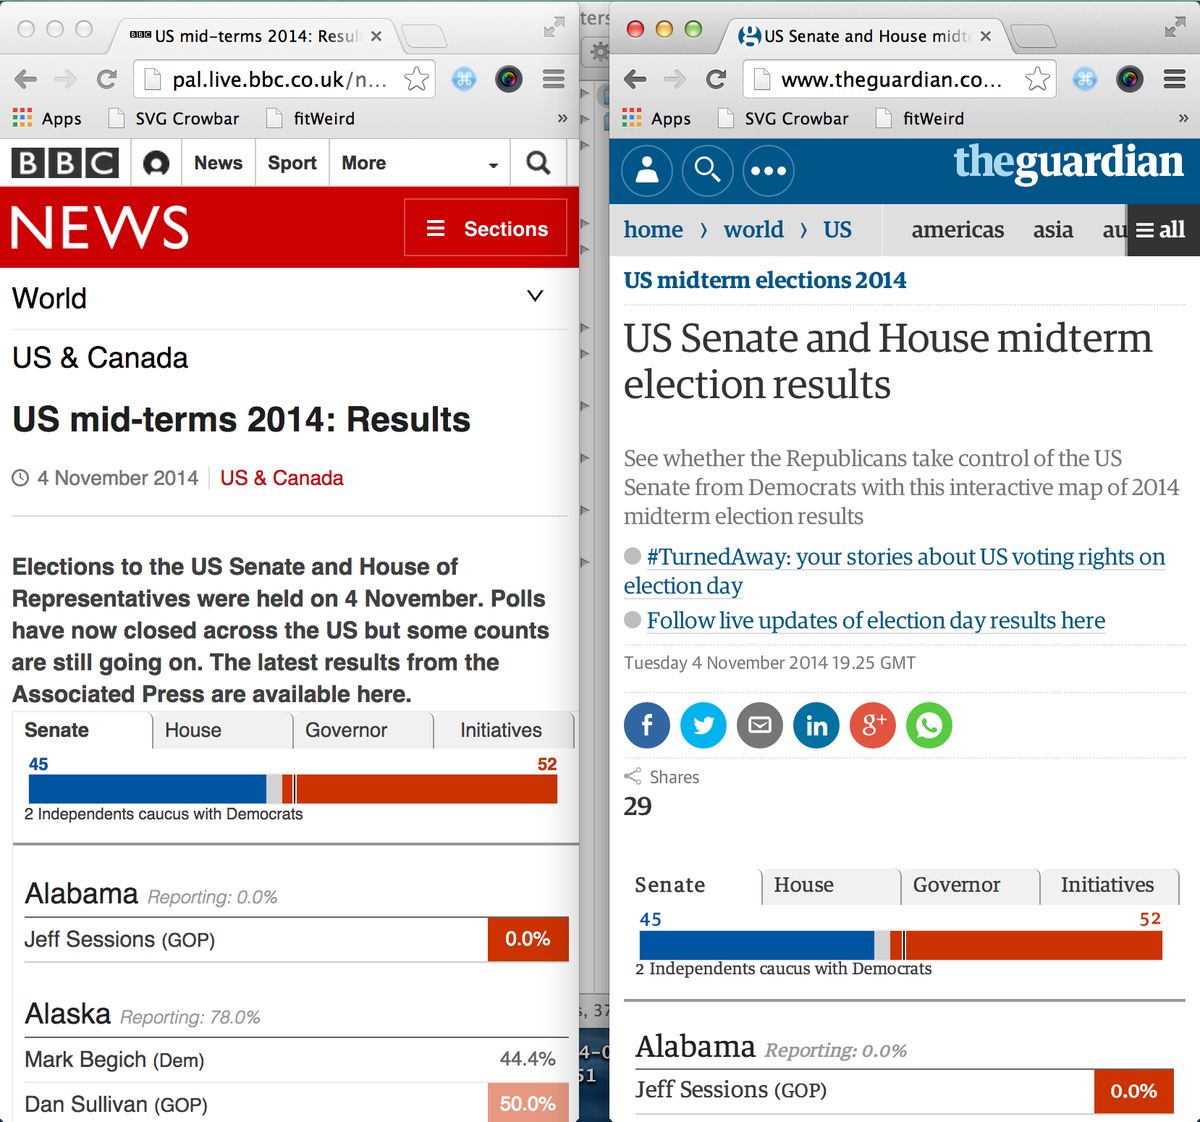 BBC US mid-terms 2014: Resul
pal.live.bbc.co.uk/n...
Apps
SVG Crowbar
fitWeird
»
BBC
News
Sport
More
NEWS
Sections
World
US & Canada
US mid-terms 2014: Results
4 November 2014
US & Canada
Elections to the US Senate and House of
Representatives were held on 4 November. Polls
have now closed across the US but some counts
are still going on. The latest results from the
Associated Press are available here.
Senate
House
Governor
Initiatives
45
52
2 Independents caucus with Democrats
Alabama Reporting: 0.0%
Jeff Sessions (GOP)
0.0%
Alaska Reporting: 78.0%
Mark Begich (Dem)
44.4%
Dan Sullivan (GOP)
50.0%
ters
, 37
4-0
51
US Senate and House midt
www.theguardian.co...
Apps
SVG Crowbar
fitWeird
»
theguardian
home › world › US
americas
asia
au
all
US midterm elections 2014
US Senate and House midterm
election results
See whether the Republicans take control of the US
Senate from Democrats with this interactive map of 2014
midterm election results
#TurnedAway: your stories about US voting rights on
election day
Follow live updates of election day results here
Tuesday 4 November 2014 19.25 GMT
f
in
g+
Shares
29
Senate
House
Governor
Initiatives
45
52
2 Independents caucus with Democrats
Alabama Reporting: 0.0%
Jeff Sessions (GOP)
0.0%